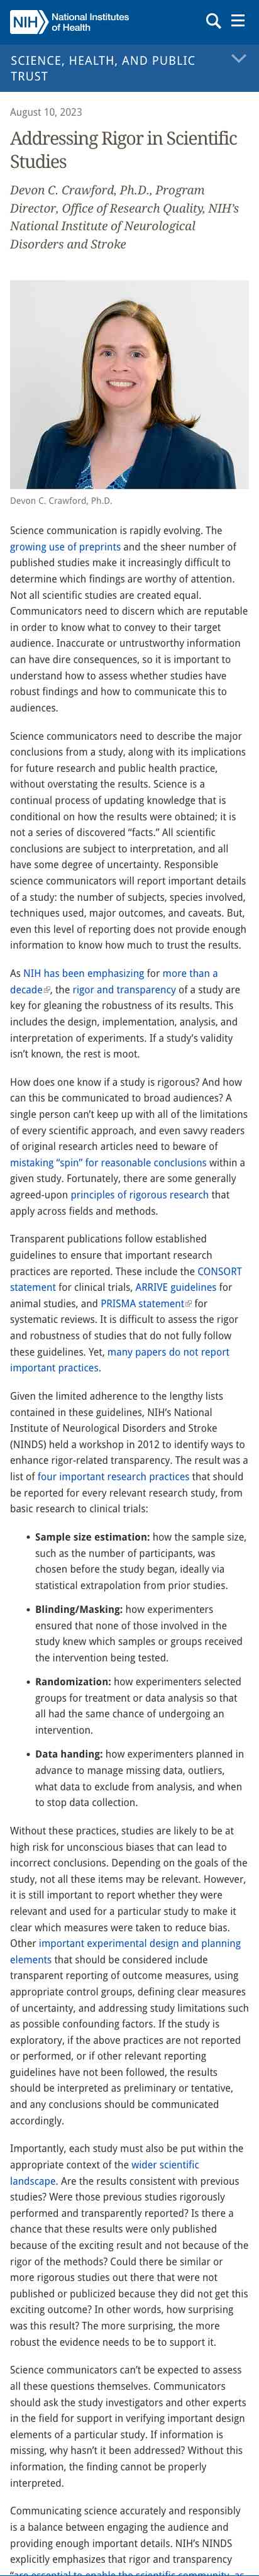 NIH National Institutes
of Health
SCIENCE, HEALTH, AND PUBLIC
TRUST
August 10, 2023
Addressing Rigor in Scientific
Studies
Devon C. Crawford, Ph.D., Program
Director, Office of Research Quality, NIH's
National Institute of Neurological
Disorders and Stroke
Devon C. Crawford, Ph.D.
Science communication is rapidly evolving. The
growing use of preprints and the sheer number of
published studies make it increasingly difficult to
determine which findings are worthy of attention.
Not all scientific studies are created equal.
Communicators need to discern which are reputable
in order to know what to convey to their target
audience. Inaccurate or untrustworthy information
can have dire consequences, so it is important to
understand how to assess whether studies have
robust findings and how to communicate this to
audiences.
Science communicators need to describe the major
conclusions from a study, along with its implications
for future research and public health practice,
without overstating the results. Science is a
continual process of updating knowledge that is
conditional on how the results were obtained; it is
not a series of discovered “facts.” All scientific
conclusions are subject to interpretation, and all
have some degree of uncertainty. Responsible
science communicators will report important details
of a study: the number of subjects, species involved,
techniques used, major outcomes, and caveats. But,
even this level of reporting does not provide enough
information to know how much to trust the results.
As NIH has been emphasizing for more than a
decade, the rigor and transparency of a study are
key for gleaning the robustness of its results. This
includes the design, implementation, analysis, and
interpretation of experiments. If a study's validity
isn't known, the rest is moot.
How does one know if a study is rigorous? And how
can this be communicated to broad audiences? A
single person can't keep up with all of the limitations
of every scientific approach, and even savvy readers
of original research articles need to beware of
mistaking “spin” for reasonable conclusions within a
given study. Fortunately, there are some generally
agreed-upon principles of rigorous research that
apply across fields and methods.
Transparent publications follow established
guidelines to ensure that important research
practices are reported. These include the CONSORT
statement for clinical trials, ARRIVE guidelines for
animal studies, and PRISMA statement for
systematic reviews. It is difficult to assess the rigor
and robustness of studies that do not fully follow
these guidelines. Yet, many papers do not report
important practices.
Given the limited adherence to the lengthy lists
contained in these guidelines, NIH's National
Institute of Neurological Disorders and Stroke
(NINDS) held a workshop in 2012 to identify ways to
enhance rigor-related transparency. The result was a
list of four important research practices that should
be reported for every relevant research study, from
basic research to clinical trials:
• Sample size estimation: how the sample size,
such as the number of participants, was
chosen before the study began, ideally via
statistical extrapolation from prior studies.
• Blinding/Masking: how experimenters
ensured that none of those involved in the
study knew which samples or groups received
the intervention being tested.
• Randomization: how experimenters selected
groups for treatment or data analysis so that
all had the same chance of undergoing an
intervention.
• Data handing: how experimenters planned in
advance to manage missing data, outliers,
what data to exclude from analysis, and when
to stop data collection.
Without these practices, studies are likely to be at
high risk for unconscious biases that can lead to
incorrect conclusions. Depending on the goals of the
study, not all these items may be relevant. However,
it is still important to report whether they were
relevant and used for a particular study to make it
clear which measures were taken to reduce bias.
Other important experimental design and planning
elements that should be considered include
transparent reporting of outcome measures, using
appropriate control groups, defining clear measures
of uncertainty, and addressing study limitations such
as possible confounding factors. If the study is
exploratory, if the above practices are not reported
or performed, or if other relevant reporting
guidelines have not been followed, the results
should be interpreted as preliminary or tentative,
and any conclusions should be communicated
accordingly.
Importantly, each study must also be put within the
appropriate context of the wider scientific
landscape. Are the results consistent with previous
studies? Were those previous studies rigorously
performed and transparently reported? Is there a
chance that these results were only published
because of the exciting result and not because of the
rigor of the methods? Could there be similar or
more rigorous studies out there that were not
published or publicized because they did not get this
exciting outcome? In other words, how surprising
was this result? The more surprising, the more
robust the evidence needs to be to support it.
Science communicators can't be expected to assess
all these questions themselves. Communicators
should ask the study investigators and other experts
in the field for support in verifying important design
elements of a particular study. If information is
missing, why hasn't it been addressed? Without this
information, the finding cannot be properly
interpreted.
Communicating science accurately and responsibly
is a balance between engaging the audience and
providing enough important details. NIH's NINDS
explicitly emphasizes that rigor and transparency
“are essential to enable the scientific community, as